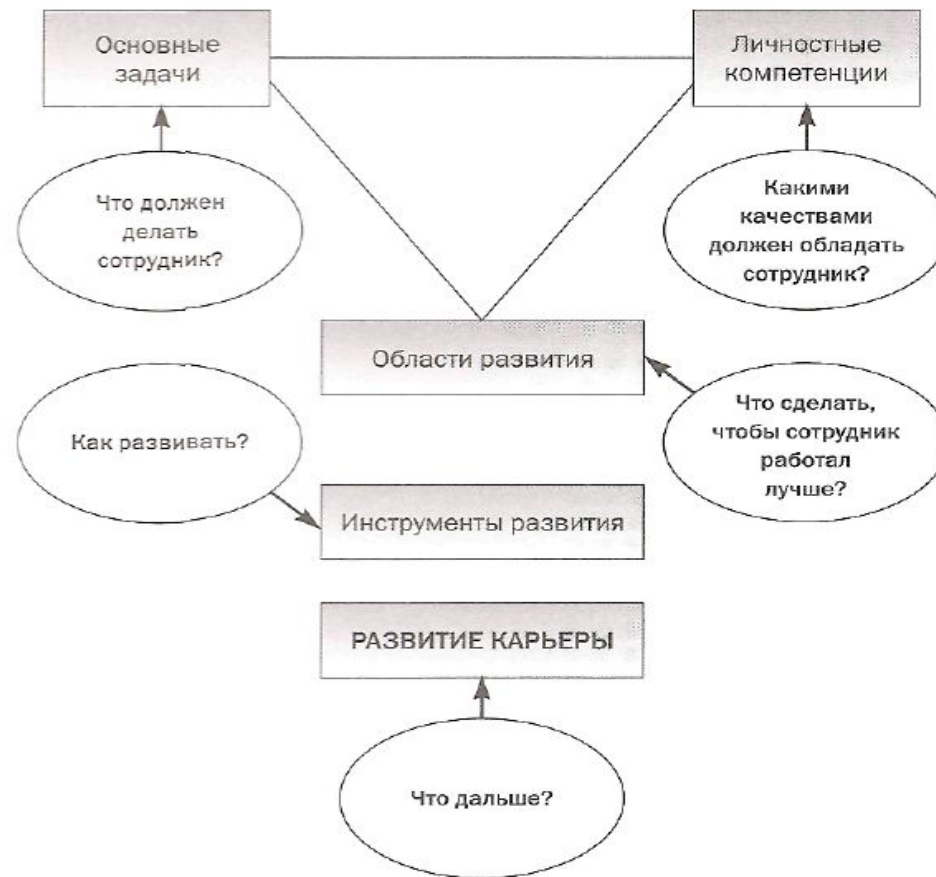 Основные
задачи
Личностные
компетенции
Что должен
делать
сотрудник?
Какими
качествами
должен обладать
сотрудник?
Области развития
Как развивать?
Что сделать,
чтобы сотрудник
работал
лучше?
Инструменты развития
РАЗВИТИЕ КАРЬЕРЫ
Что дальше?